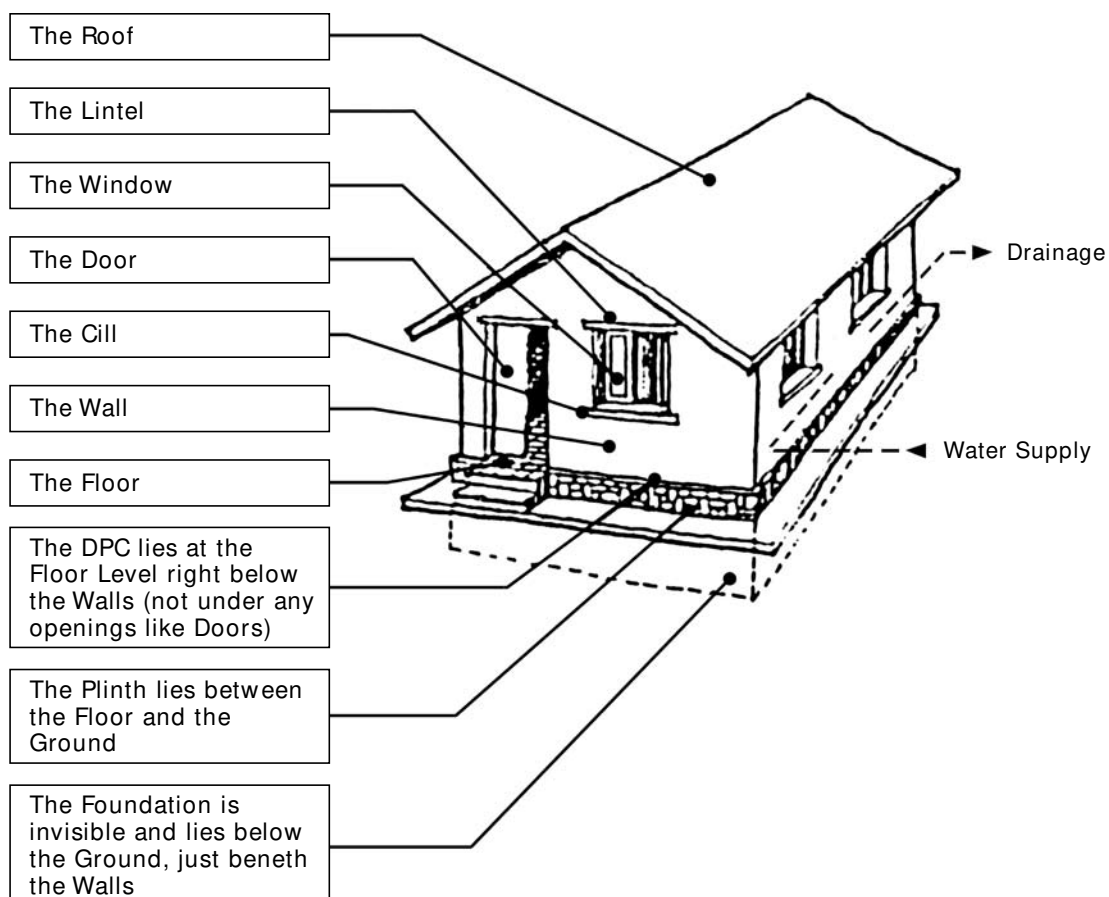 The Roof
The Lintel
The Window
The Door
The Cill
The Wall
The Floor
The DPC lies at the
Floor Level right below
the Walls (not under any
openings like Doors)
The Plinth lies between
the Floor and the
Ground
The Foundation is
invisible and lies below
the Ground, just beneth
the Walls
Drainage
Water Supply